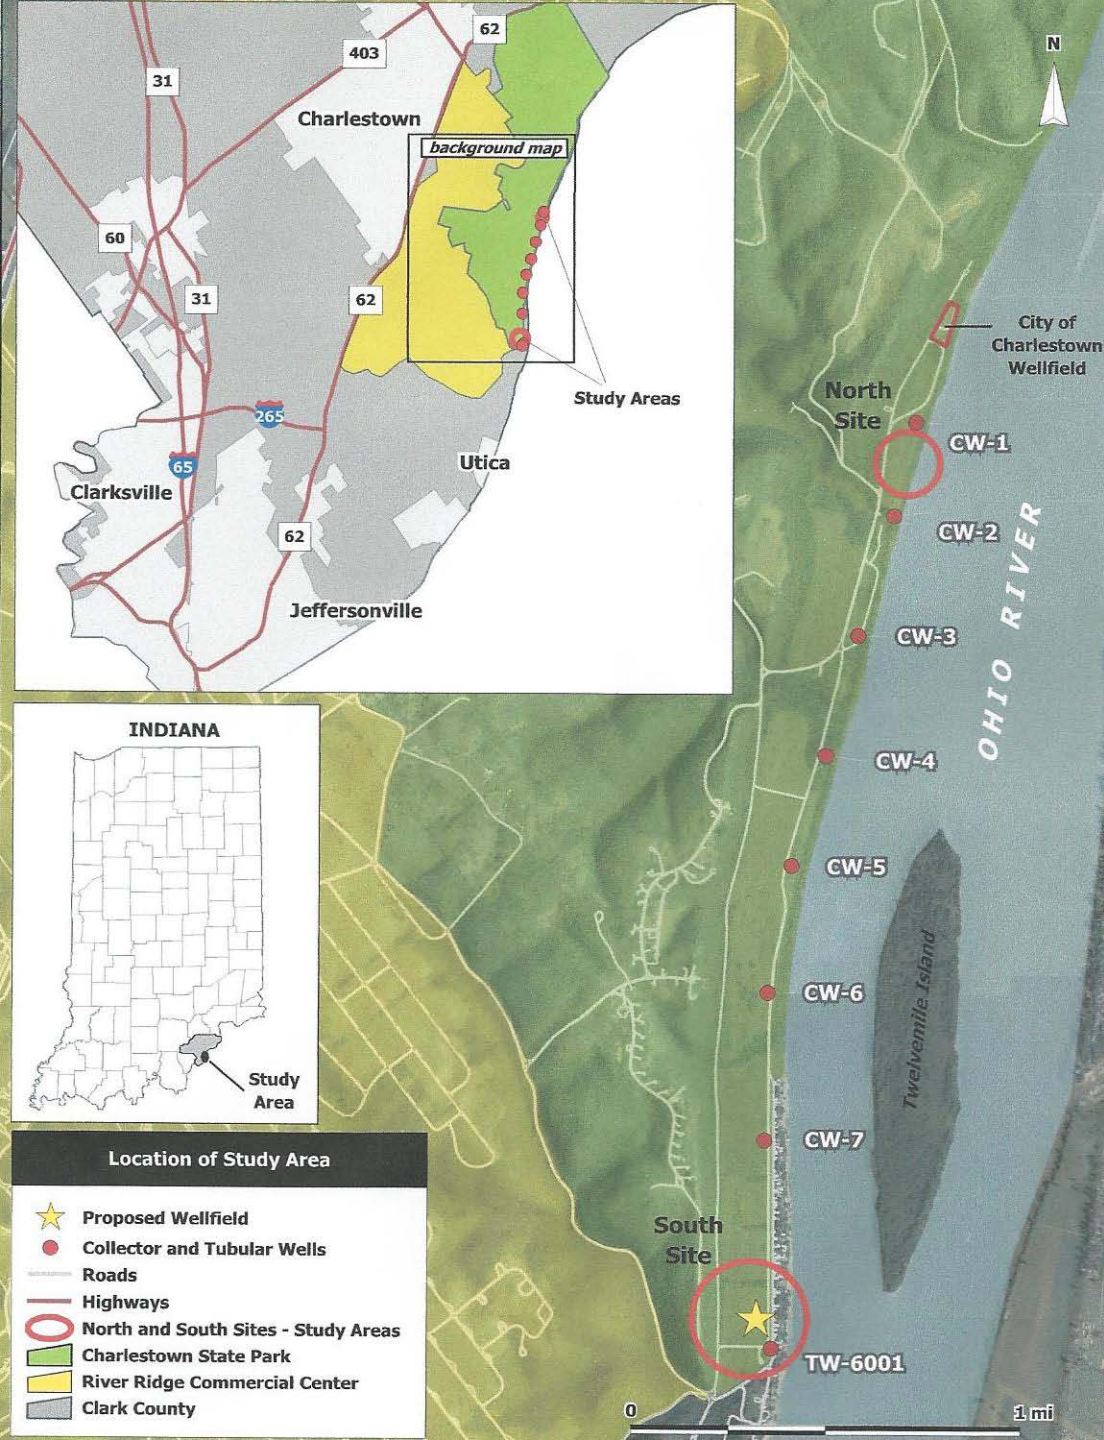 62
403
31
Charlestown
background map
60
31
62
Study Areas
265
Utica
65
Clarksville
62
Jeffersonville
N
City of
Charlestown
Wellfield
North
Site
CW-1
CW-2
CW-3
OHIO RIVER
CW-4
CW-5
Twelvemile Island
CW-6
CW-7
South
Site
TW-6001
0
1 mi
INDIANA
Study
Area
Location of Study Area
Proposed Wellfield
Collector and Tubular Wells
Roads
Highways
North and South Sites - Study Areas
Charlestown State Park
River Ridge Commercial Center
Clark County